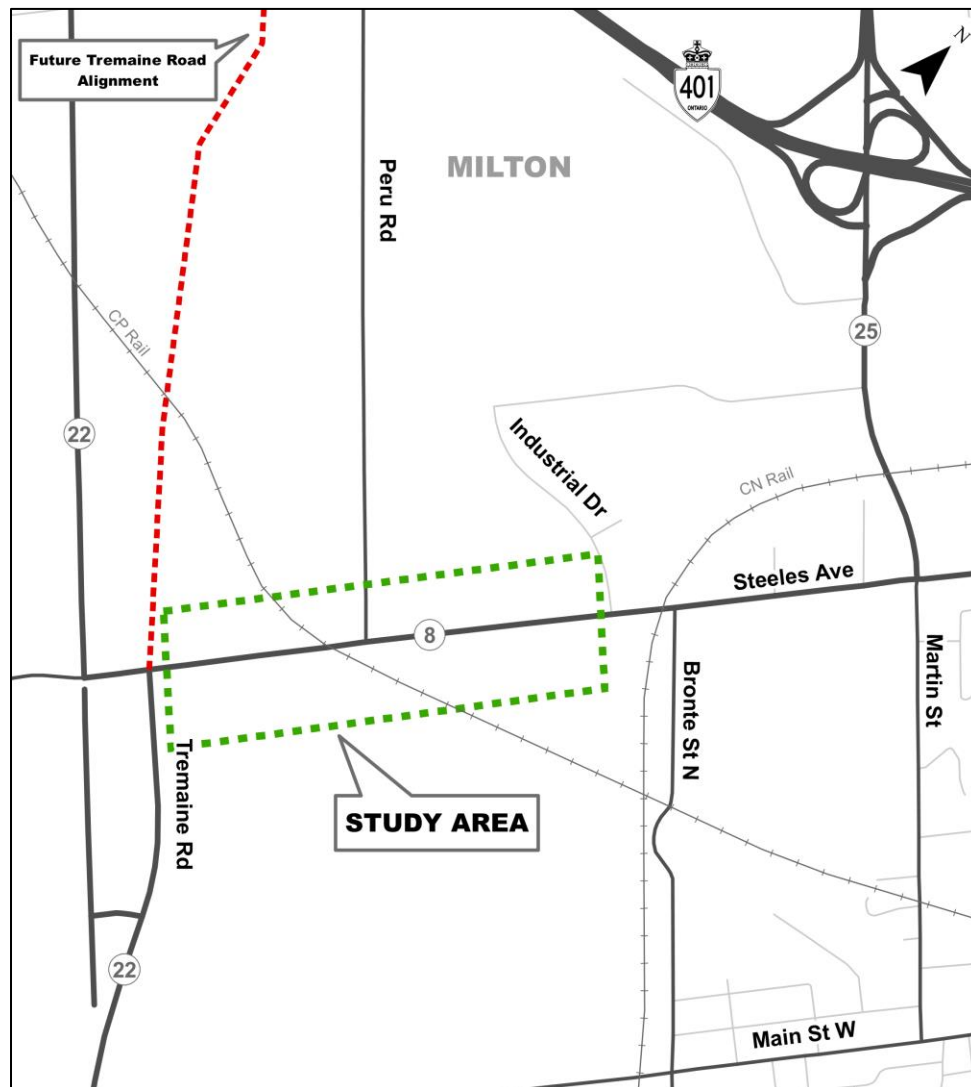 Future Tremaine Road
Alignment
401
ONTARIO
N
MILTON
Peru Rd
CP Rail
25
22
Industrial Dr
CN Rail
Steeles Ave
8
Martin St
Bronte St N
Tremaine Rd
STUDY AREA
22
Main St W